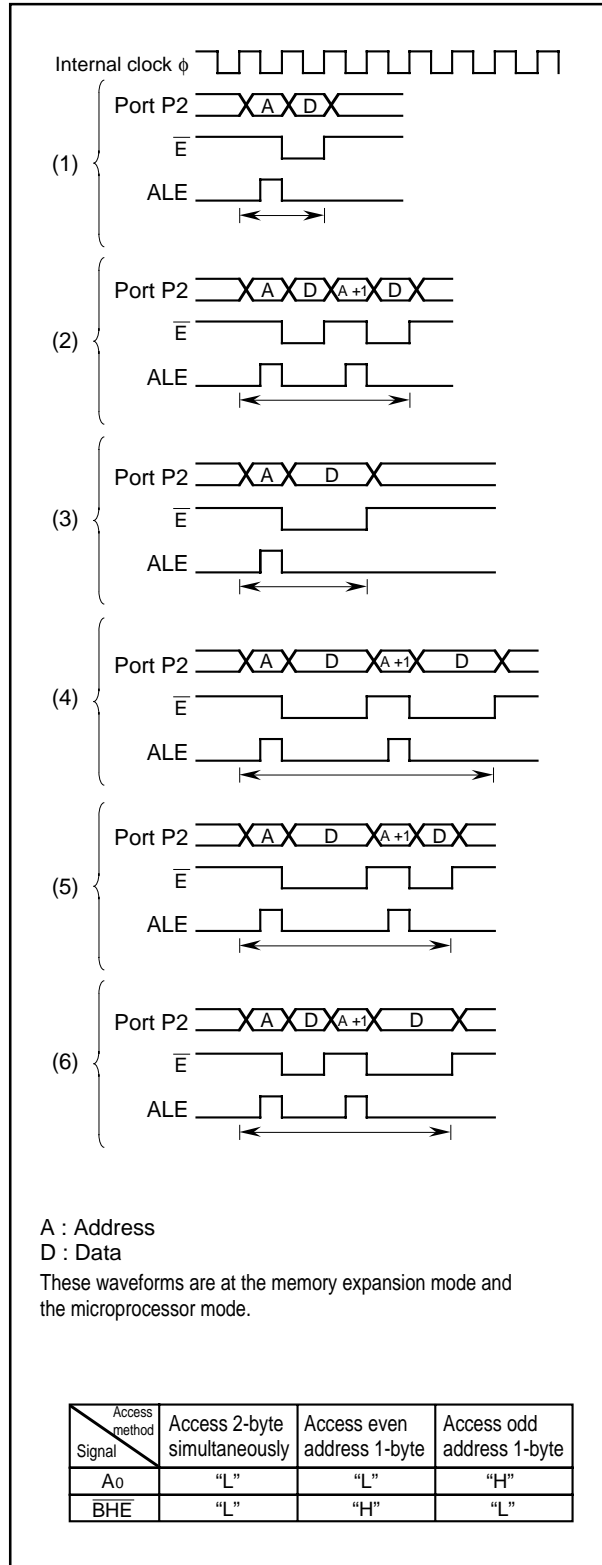 Internal clock ϕ
(1)
Port P2 A D
E
ALE
(2)
Port P2 A D A +1 D
E
ALE
(3)
Port P2 A D
E
ALE
(4)
Port P2 A D A +1 D
E
ALE
(5)
Port P2 A D A +1 D
E
ALE
(6)
Port P2 A D A +1 D
E
ALE
A : Address
D : Data
These waveforms are at the memory expansion mode and
the microprocessor mode.
Access
method
Signal
Access 2-byte
simultaneously
Access even
address 1-byte
Access odd
address 1-byte
A0 “L” “L” “H”
BHE “L” “H” “L”